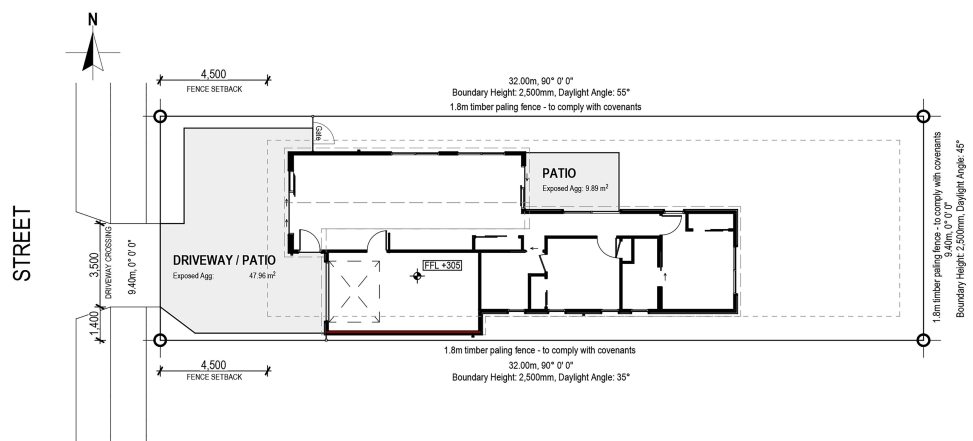 N
4,500
FENCE SETBACK
32.00m, 90° 0' 0"
Boundary Height: 2,500mm, Daylight Angle: 55°
1.8m timber paling fence - to comply with covenants
Gate
PATIO
Exposed Agg: 9.89 m²
STREET
3,500
DRIVEWAY CROSSING
9.40m, 0° 0' 0"
1,400
DRIVEWAY / PATIO
Exposed Agg: 47.96 m²
FFL +305
1.8m timber paling fence - to comply with covenants
9.40m, 0° 0' 0"
Boundary Height: 2,500mm, Daylight Angle: 45°
1.8m timber paling fence - to comply with covenants
32.00m, 90° 0' 0"
Boundary Height: 2,500mm, Daylight Angle: 35°
4,500
FENCE SETBACK